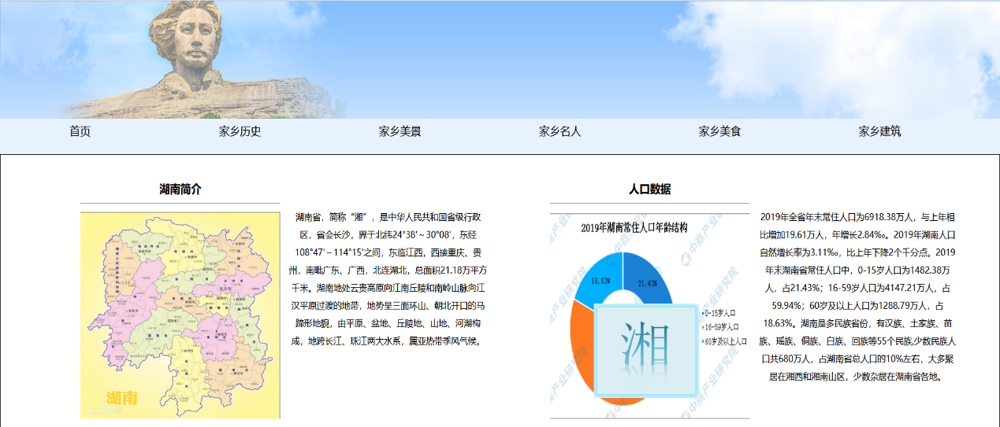 首页 家乡历史 家乡美景 家乡名人 家乡美食 家乡建筑
湖南简介
湖南
湖南省，简称“湘”，是中华人民共和国省级行政
区，省会长沙，界于北纬24°38′～30°08′，东经
108°47′～114°15′之间，东临江西，西接重庆、贵
州，南毗广东、广西，北连湖北，总面积21.18万平方
千米。湖南地处云贵高原向江南丘陵和南岭山脉向江
汉平原过渡的地带，地势呈三面环山、朝北开口的马
蹄形地貌，由平原、盆地、丘陵地、山地、河湖构
成，地跨长江、珠江两大水系，属亚热带季风气候。
人口数据
2019年湖南常住人口年龄结构
18.63%
21.43%
0-15岁人口
16-59岁人口
60岁及以上人口
湘
中商产业研究院
2019年全省年末常住人口为6918.38万人，与上年相
比增加19.61万人，年增长2.84‰。2019年湖南人口
自然增长率为3.11‰，比上年下降2个千分点。2019
年末湖南省常住人口中，0-15岁人口为1482.38万
人，占21.43%；16-59岁人口为4147.21万人，占
59.94%；60岁及以上人口为1288.79万人，占
18.63%。湖南是多民族省份，有汉族、土家族、苗
族、瑶族、侗族、白族、回族等55个民族,少数民族人
口共680万人，占湖南省总人口的10%左右，大多聚
居在湘西和湘南山区，少数杂居在湖南省各地。